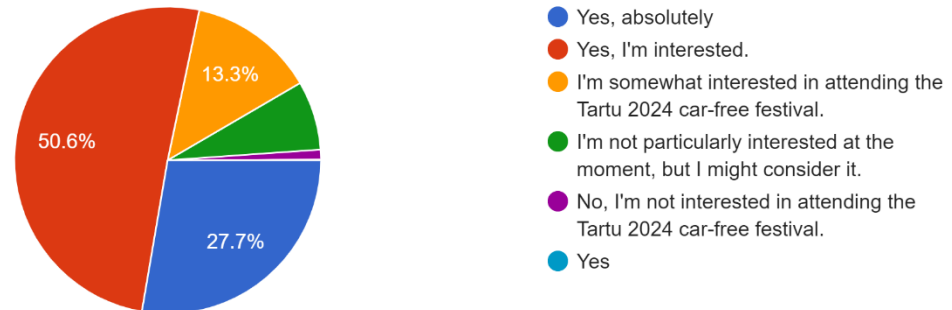 13.3%
50.6%
27.7%
Yes, absolutely
Yes, I'm interested.
I'm somewhat interested in attending the
Tartu 2024 car-free festival.
I'm not particularly interested at the
moment, but I might consider it.
No, I'm not interested in attending the
Tartu 2024 car-free festival.
Yes